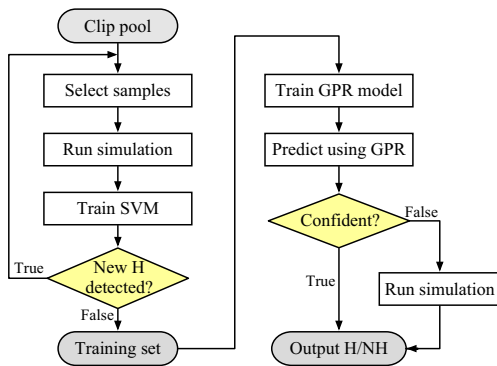 Clip pool
Select samples
Run simulation
Train SVM
New H
detected?
True
False
Training set
Train GPR model
Predict using GPR
Confident?
False
True
Run simulation
Output H/NH